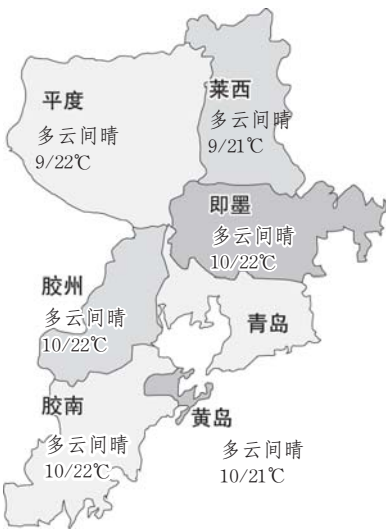 平度
多云间晴
9/22℃
莱西
多云间晴
9/21℃
即墨
多云间晴
10/22℃
胶州
多云间晴
10/22℃
青岛
胶南
多云间晴
10/22℃
黄岛
多云间晴
10/21℃